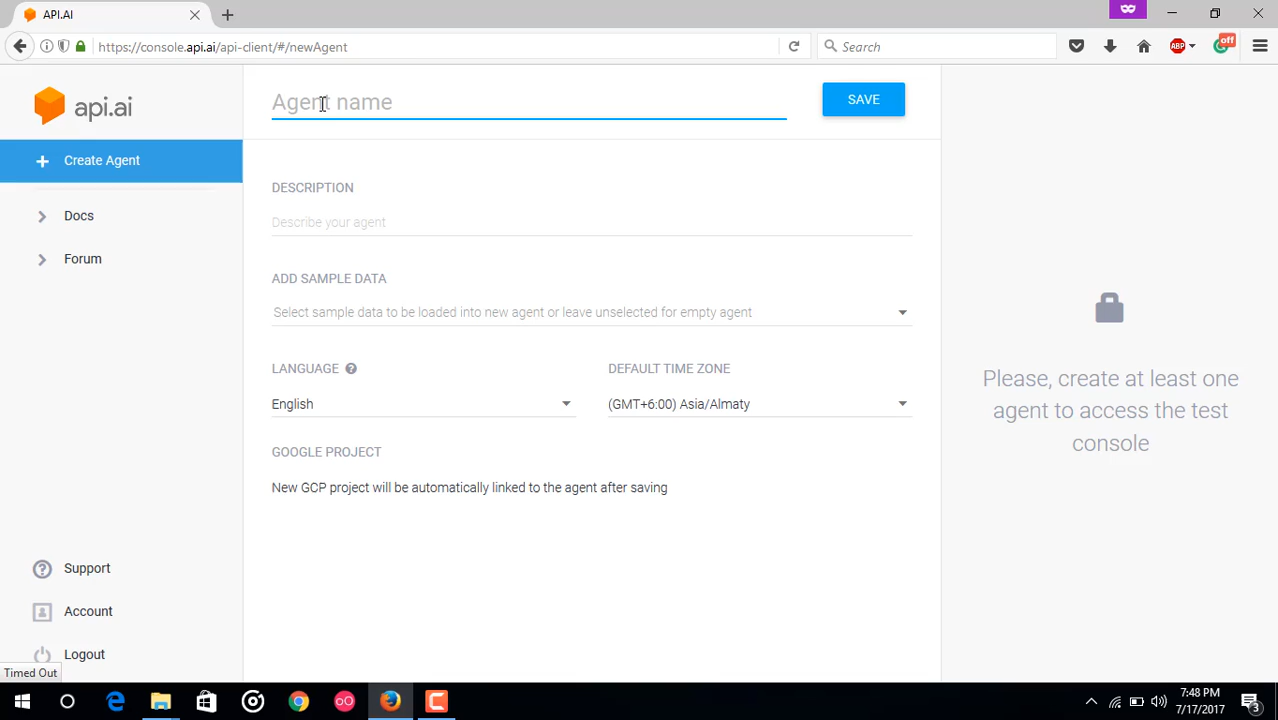 API.AI
https://console.api.ai/api-client/#/newAgent
Search
ABP
off
api.ai
Agent name
SAVE
Create Agent
Docs
Forum
DESCRIPTION
Describe your agent
ADD SAMPLE DATA
Select sample data to be loaded into new agent or leave unselected for empty agent
LANGUAGE
DEFAULT TIME ZONE
English
(GMT+6:00) Asia/Almaty
GOOGLE PROJECT
New GCP project will be automatically linked to the agent after saving
Please, create at least one
agent to access the test
console
Support
Account
Logout
Timed Out
7:48 PM
7/17/2017
3